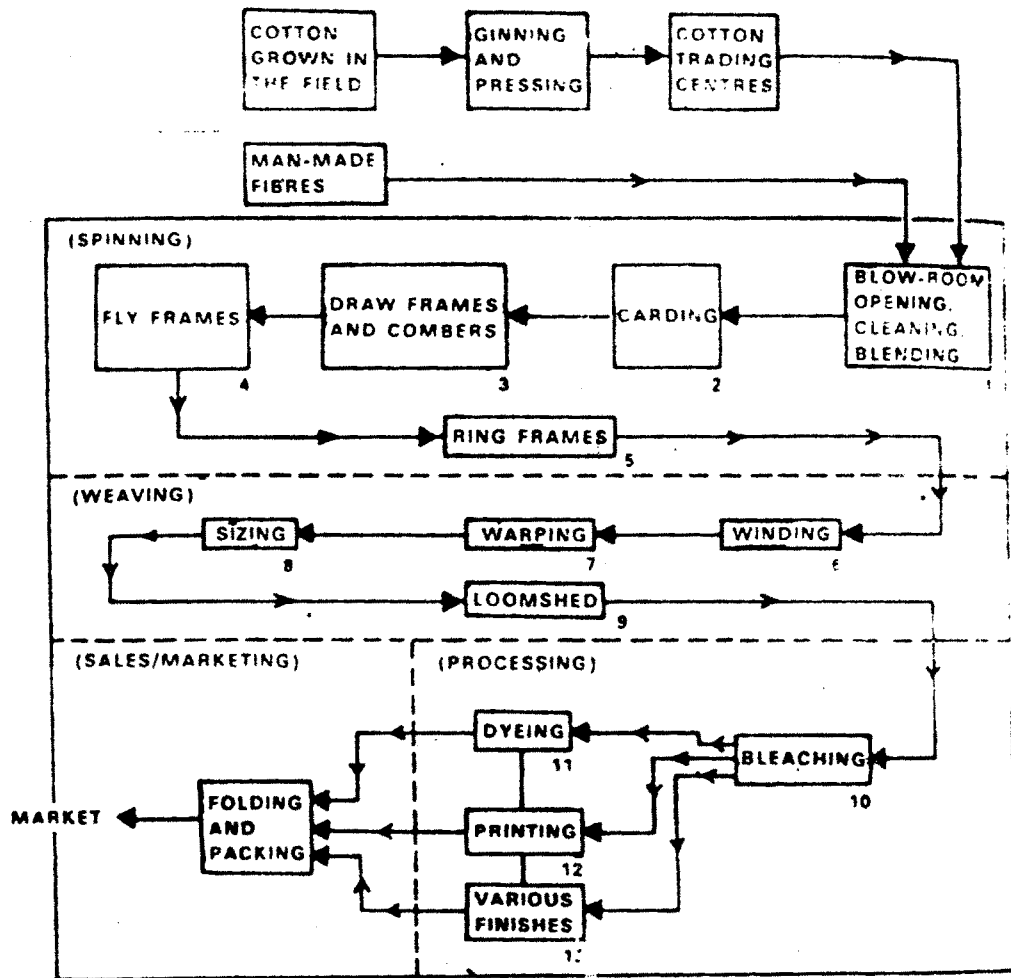 COTTON
GROWN IN
THE FIELD
GINNING
AND
PRESSING
COTTON
TRADING
CENTRES
MAN-MADE
FIBRES
(SPINNING)
FLY FRAMES
4
DRAW FRAMES
AND COMBERS
3
CARDING
2
BLOW-ROOM
OPENING,
CLEANING,
BLENDING
1
RING FRAMES
5
(WEAVING)
SIZING
8
WARPING
7
WINDING
6
LOOMSHED
9
(SALES/MARKETING)
(PROCESSING)
DYEING
11
BLEACHING
10
MARKET
FOLDING
AND
PACKING
PRINTING
12
VARIOUS
FINISHES